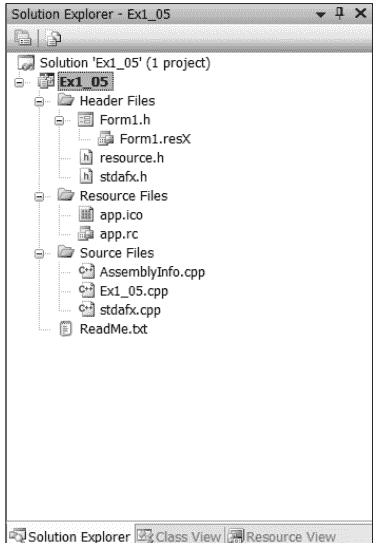 Solution Explorer - Ex1_05
Solution 'Ex1_05' (1 project)
Ex1_05
Header Files
Form1.h
Form1.resX
resource.h
stdafx.h
Resource Files
app.ico
app.rc
Source Files
AssemblyInfo.cpp
Ex1_05.cpp
stdafx.cpp
ReadMe.txt
Solution Explorer Class View Resource View